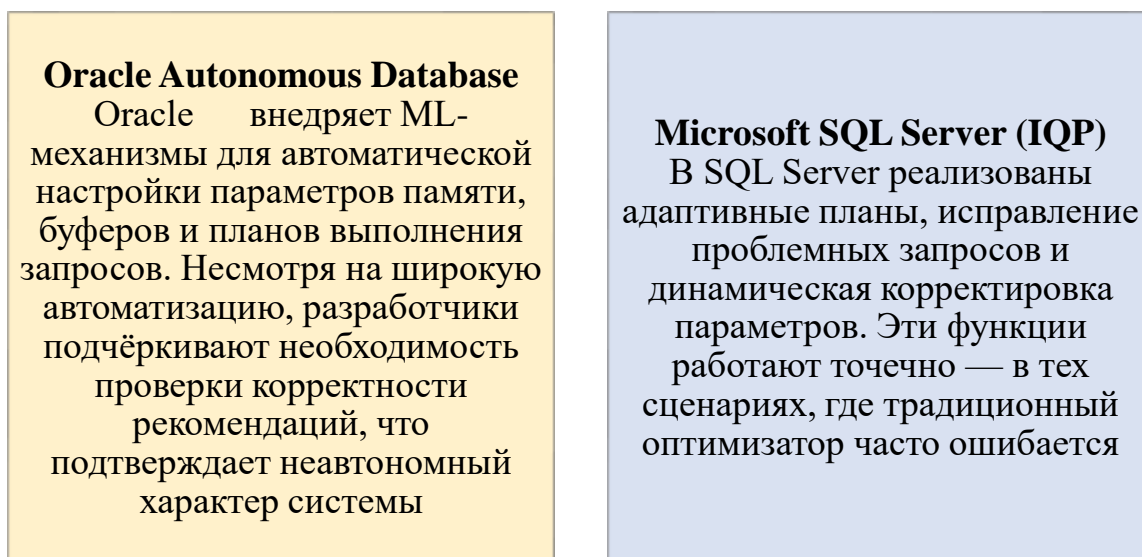 Oracle Autonomous Database
Oracle внедряет ML-
механизмы для автоматической
настройки параметров памяти,
буферов и планов выполнения
запросов. Несмотря на широкую
автоматизацию, разработчики
подчёркивают необходимость
проверки корректности
рекомендаций, что
подтверждает неавтономный
характер системы
Microsoft SQL Server (IQP)
В SQL Server реализованы
адаптивные планы, исправление
проблемных запросов и
динамическая корректировка
параметров. Эти функции
работают точечно — в тех
сценариях, где традиционный
оптимизатор часто ошибается